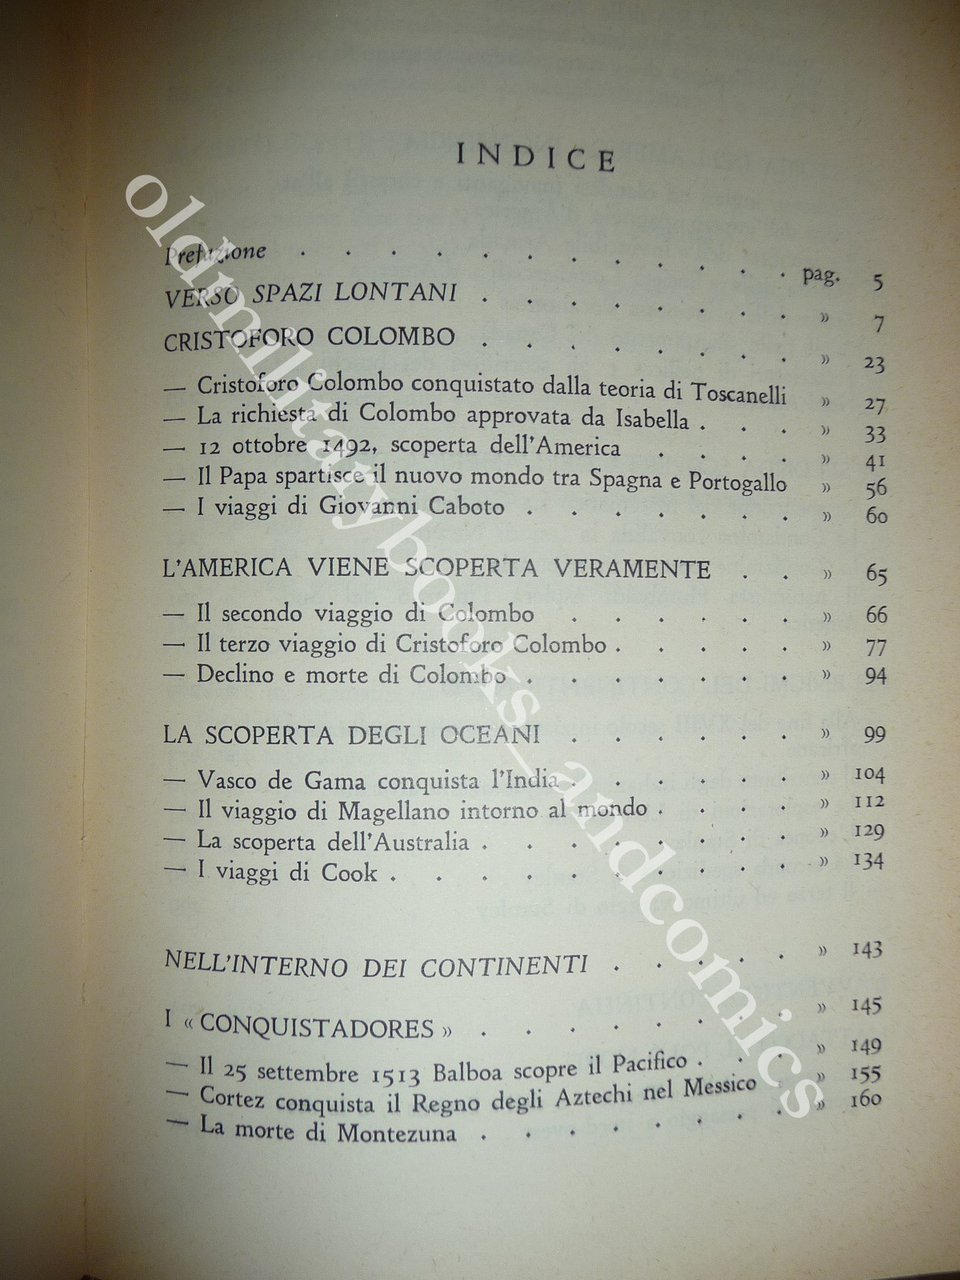 INDICE
Prefazione . . . . . . . . . . . pag. 5
VERSO SPAZI LONTANI . . . . . . . . » 7
CRISTOFORO COLOMBO . . . . . . . . » 23
— Cristoforo Colombo conquistato dalla teoria di Toscanelli » 27
— La richiesta di Colombo approvata da Isabella . . . » 33
— 12 ottobre 1492, scoperta dell'America . . . . » 41
— Il Papa spartisce il nuovo mondo tra Spagna e Portogallo » 56
— I viaggi di Giovanni Caboto . . . . . . . » 60
L'AMERICA VIENE SCOPERTA VERAMENTE . . » 65
— Il secondo viaggio di Colombo . . . . . » 66
— Il terzo viaggio di Cristoforo Colombo . . . . . » 77
— Declino e morte di Colombo . . . . . . . » 94
LA SCOPERTA DEGLI OCEANI . . . . . . » 99
— Vasco de Gama conquista l'India . . . . . . » 104
— Il viaggio di Magellano intorno al mondo . . . . » 112
— La scoperta dell'Australia . . . . . . . . » 129
— I viaggi di Cook . . . . . . . . . . » 134
NELL'INTERNO DEI CONTINENTI . . . . . » 143
I « CONQUISTADORES » . . . . . . . . » 145
— Il 25 settembre 1513 Balboa scopre il Pacifico . . . » 149
— Cortez conquista il Regno degli Aztechi nel Messico . » 155
— La morte di Montezuna . . . . . . . . » 160
oldmilitarybooks_andcomics